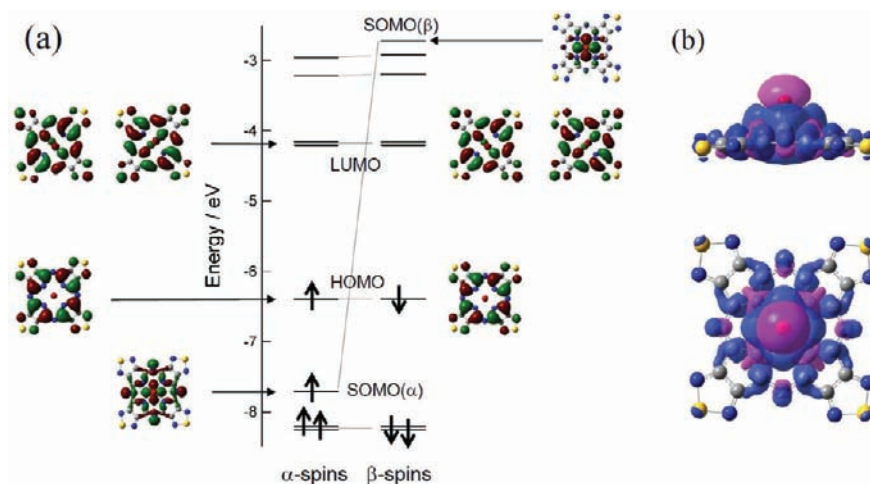 (a)
SOMO(β)
(b)
-3
-4
LUMO
Energy / eV
-5
-6
HOMO
-7
SOMO(α)
-8
α-spins β-spins